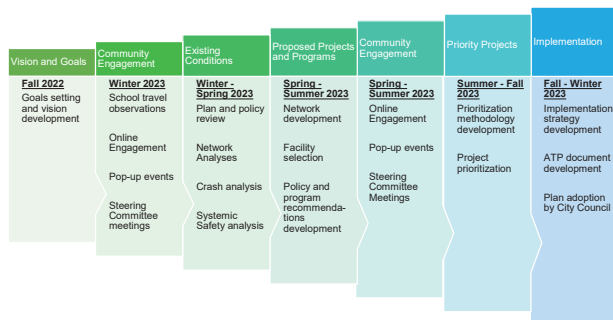 Vision and Goals
Fall 2022
Goals setting
and vision
development
Community
Engagement
Winter 2023
School travel
observations
Online
Engagement
Pop-up events
Steering
Committee
meetings
Existing
Conditions
Winter -
Spring 2023
Plan and policy
review
Network
Analyses
Crash analysis
Systemic
Safety analysis
Proposed Projects
and Programs
Spring -
Summer 2023
Network
development
Facility
selection
Policy and
program
recommenda-
tions
development
Community
Engagement
Spring -
Summer 2023
Online
Engagement
Pop-up events
Steering
Committee
Meetings
Priority Projects
Summer - Fall
2023
Prioritization
methodology
development
Project
prioritization
Implementation
Fall - Winter
2023
Implementation
strategy
development
ATP document
development
Plan adoption
by City Council